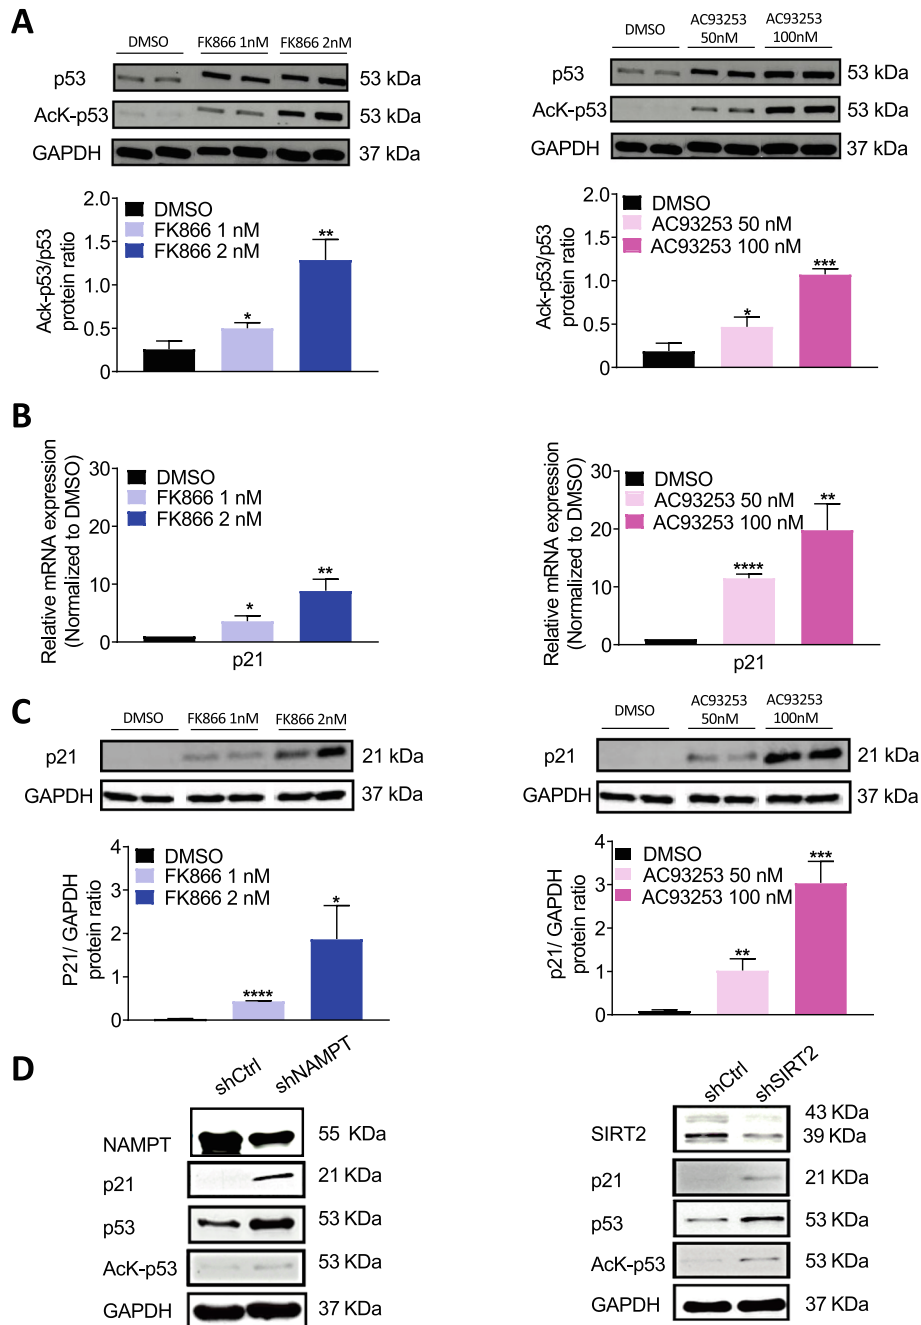 A
DMSO FK866 1nM FK866 2nM
p53 53 kDa
AcK-p53 53 kDa
GAPDH 37 kDa
DMSO AC93253 50nM AC93253 100nM
p53 53 kDa
AcK-p53 53 kDa
GAPDH 37 kDa
Ack-p53/p53
protein ratio
2.0
1.5
1.0
0.5
0
DMSO
FK866 1 nM
FK866 2 nM
*
**
Ack-p53/p53
protein ratio
2.0
1.5
1.0
0.5
0
DMSO
AC93253 50 nM
AC93253 100 nM
*
***
B
Relative mRNA expression
(Normalized to DMSO)
30
20
10
0
DMSO
FK866 1 nM
FK866 2 nM
*
**
p21
Relative mRNA expression
(Normalized to DMSO)
30
20
10
0
DMSO
AC93253 50 nM
AC93253 100 nM
****
**
p21
C
DMSO FK866 1nM FK866 2nM
p21 21 kDa
GAPDH 37 kDa
DMSO AC93253 50nM AC93253 100nM
p21 21 kDa
GAPDH 37 kDa
P21/ GAPDH
protein ratio
4
3
2
1
0
DMSO
FK866 1 nM
FK866 2 nM
****
*
p21/ GAPDH
protein ratio
4
3
2
1
0
DMSO
AC93253 50 nM
AC93253 100 nM
**
***
D
shCtrl shNAMPT
NAMPT 55 KDa
p21 21 KDa
p53 53 KDa
AcK-p53 53 KDa
GAPDH 37 KDa
shCtrl shSIRT2
43 KDa
SIRT2 39 KDa
p21 21 KDa
p53 53 KDa
AcK-p53 53 KDa
GAPDH 37 KDa